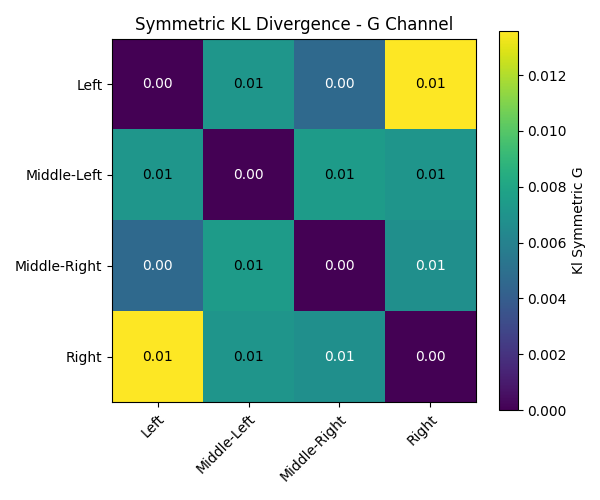 Symmetric KL Divergence - G Channel
Left 0.00 0.01 0.00 0.01
Middle-Left 0.01 0.00 0.01 0.01
Middle-Right 0.00 0.01 0.00 0.01
Right 0.01 0.01 0.01 0.00
Left Middle-Left Middle-Right Right
0.012
0.010
0.008
0.006
0.004
0.002
0.000
Kl Symmetric G